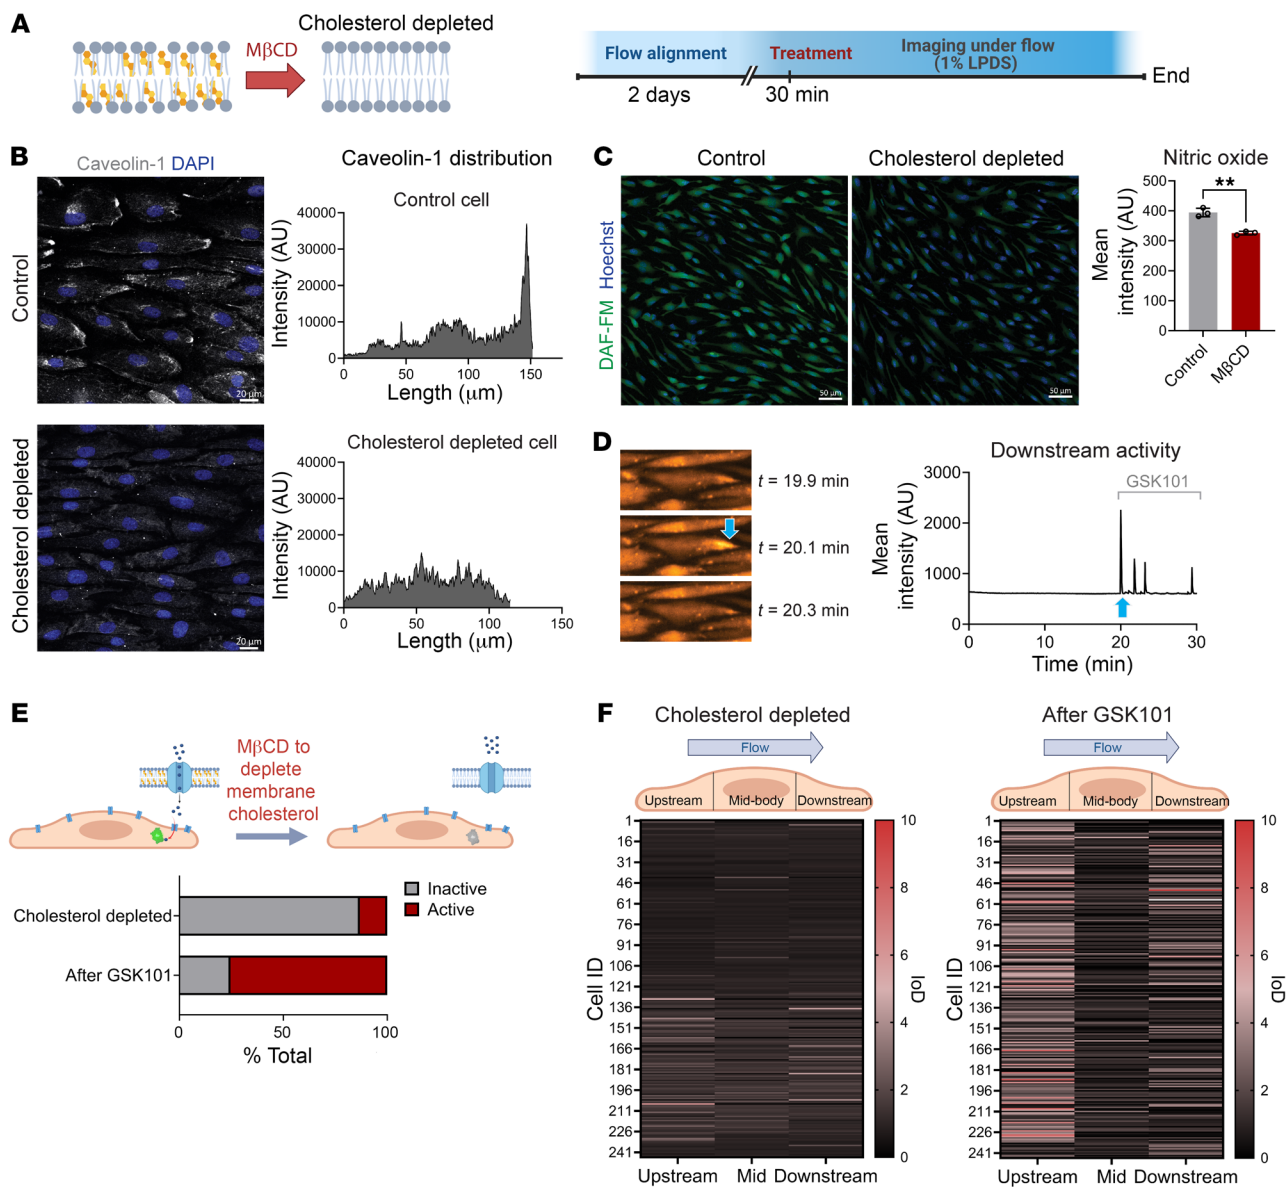 A
Cholesterol depleted
MβCD
Flow alignment
Treatment
Imaging under flow
(1% LPDS)
2 days
30 min
End
B
Caveolin-1 DAPI
Control
20 μm
Cholesterol depleted
20 μm
Caveolin-1 distribution
Control cell
Intensity (AU)
40000
30000
20000
10000
0
0
50
100
150
Length (μm)
Cholesterol depleted cell
Intensity (AU)
40000
30000
20000
10000
0
0
50
100
150
Length (μm)
C
Control
Cholesterol depleted
DAF-FM Hoechst
50 μm
50 μm
Nitric oxide
**
Mean
intensity (AU)
500
400
300
200
100
0
Control
MβCD
D
t = 19.9 min
t = 20.1 min
t = 20.3 min
Downstream activity
GSK101
Mean
intensity (AU)
3000
2000
1000
0
0
10
20
30
Time (min)
E
MβCD to
deplete
membrane
cholesterol
Inactive
Active
Cholesterol depleted
After GSK101
0
50
100
% Total
F
Cholesterol depleted
Flow
Upstream
Mid-body
Downstream
Cell ID
1
16
31
46
61
76
91
106
121
136
151
166
181
196
211
226
241
Upstream
Mid
Downstream
10
8
6
4
2
0
IoD
After GSK101
Flow
Upstream
Mid-body
Downstream
Cell ID
1
16
31
46
61
76
91
106
121
136
151
166
181
196
211
226
241
Upstream
Mid
Downstream
10
8
6
4
2
0
IoD